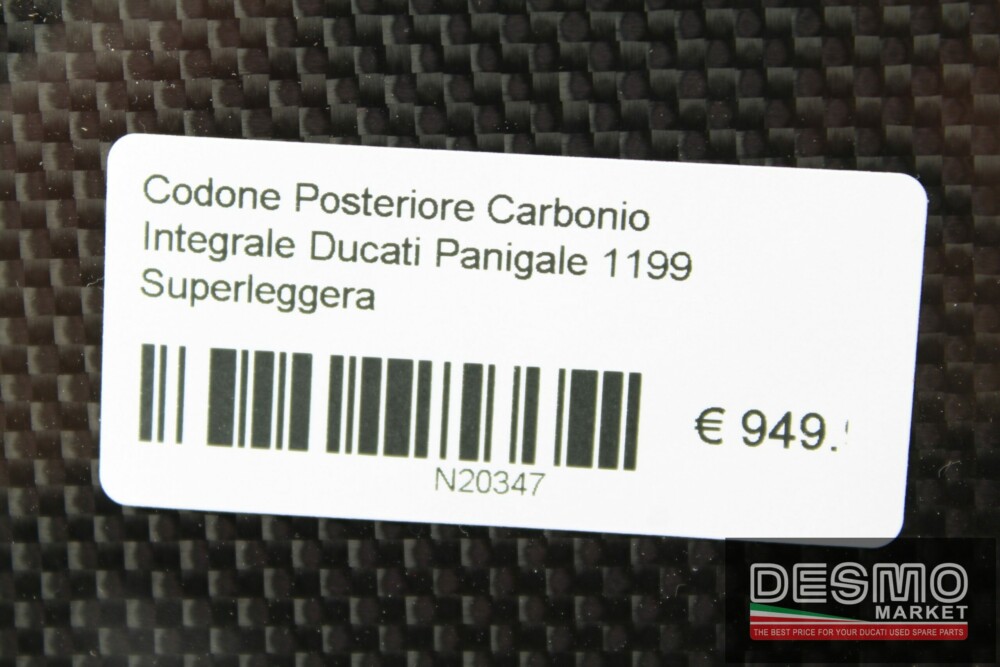 Codone Posteriore Carbonio
Integrale Ducati Panigale 1199
Superleggera
€ 949.
N20347
DESMO
MARKET
THE BEST PRICE FOR YOUR DUCATI USED SPARE PARTS